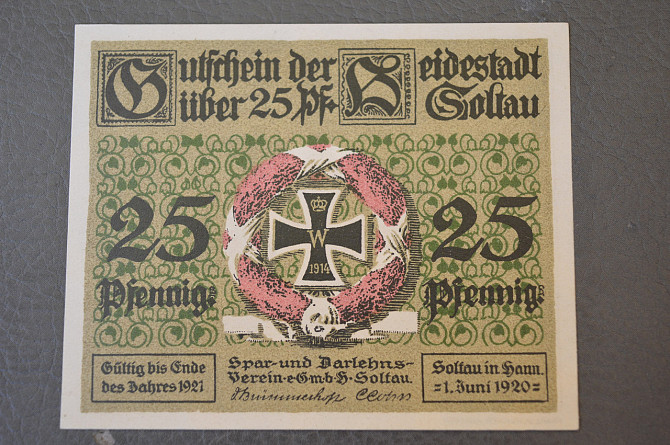 Gutschein der Heidestadt
über 25 Pf. Soltau
25
Pfennig.
W
1914
25
Pfennig.
Gültig bis Ende
des Jahres 1921
Spar-und Darlehns-
Verein·e·G·m·b·H·Soltau.
Soltau in Hann.
=1. Juni 1920=